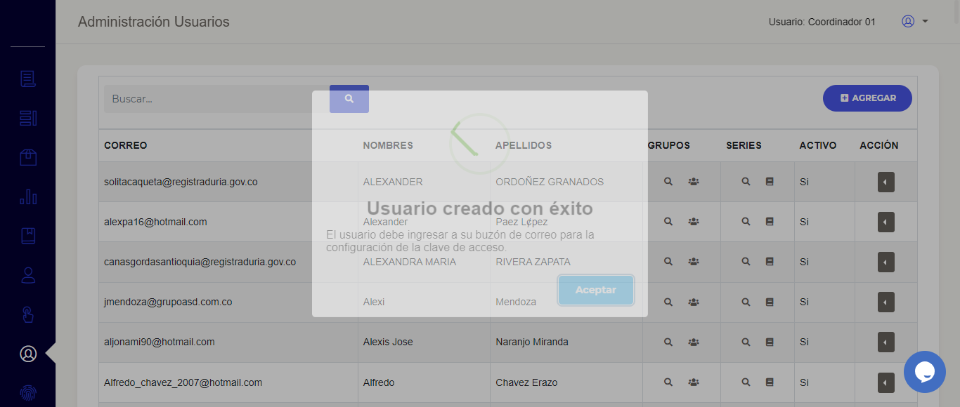 Administración Usuarios
Usuario: Coordinador 01
Buscar...
AGREGAR
CORREO NOMBRES APELLIDOS GRUPOS SERIES ACTIVO ACCIÓN
solitacaqueta@registraduria.gov.co ALEXANDER ORDOÑEZ GRANADOS Si
alexpa16@hotmail.com Alexander Paez L¢pez Si
Usuario creado con éxito
El usuario debe ingresar a su buzón de correo para la
configuración de la clave de acceso.
canasgordasantioquia@registraduria.gov.co ALEXANDRA MARIA RIVERA ZAPATA Si
Aceptar
jmendoza@grupoasd.com.co Alexi Mendoza Si
aljonami90@hotmail.com Alexis Jose Naranjo Miranda Si
Alfredo_chavez_2007@hotmail.com Alfredo Chavez Erazo Si